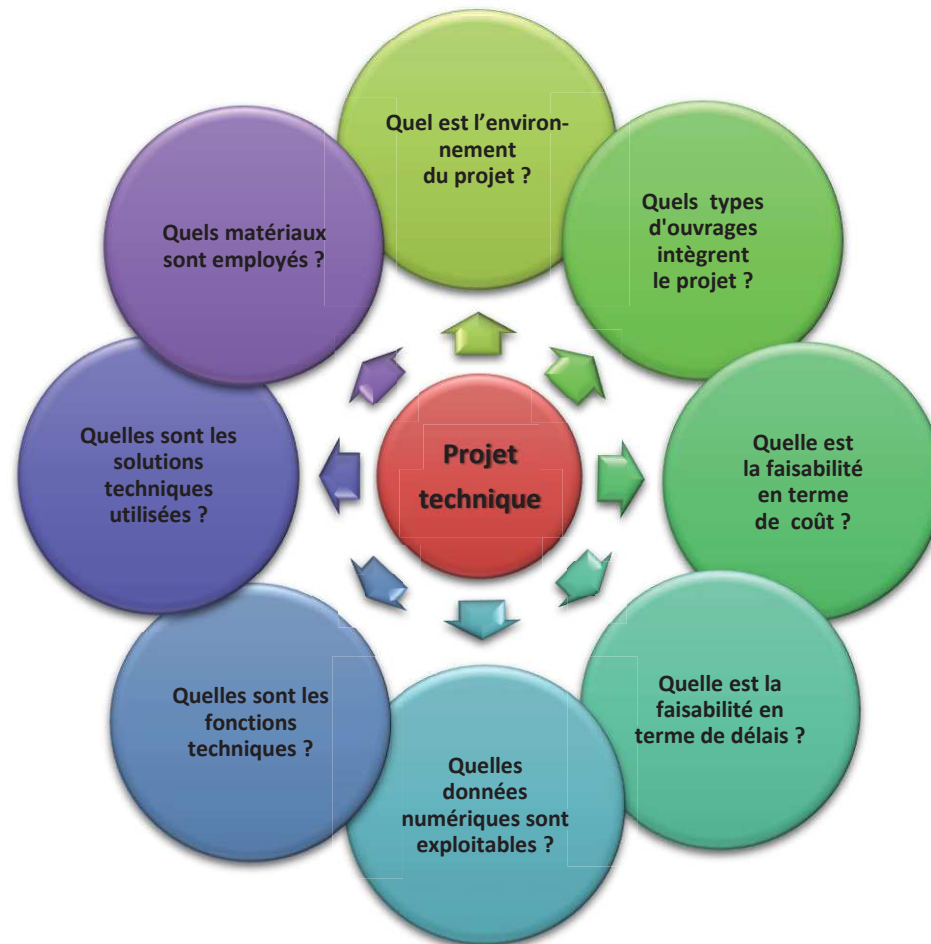 Quel est l’environ-
nement
du projet ?
Quels types
d'ouvrages
intègrent
le projet ?
Quelle est
la faisabilité
en terme
de coût ?
Quelle est la
faisabilité en
terme de délais ?
Quelles
données
numériques sont
exploitables ?
Quelles sont les
fonctions
techniques ?
Quelles sont les
solutions
techniques
utilisées ?
Quels matériaux
sont employés ?
Projet
technique